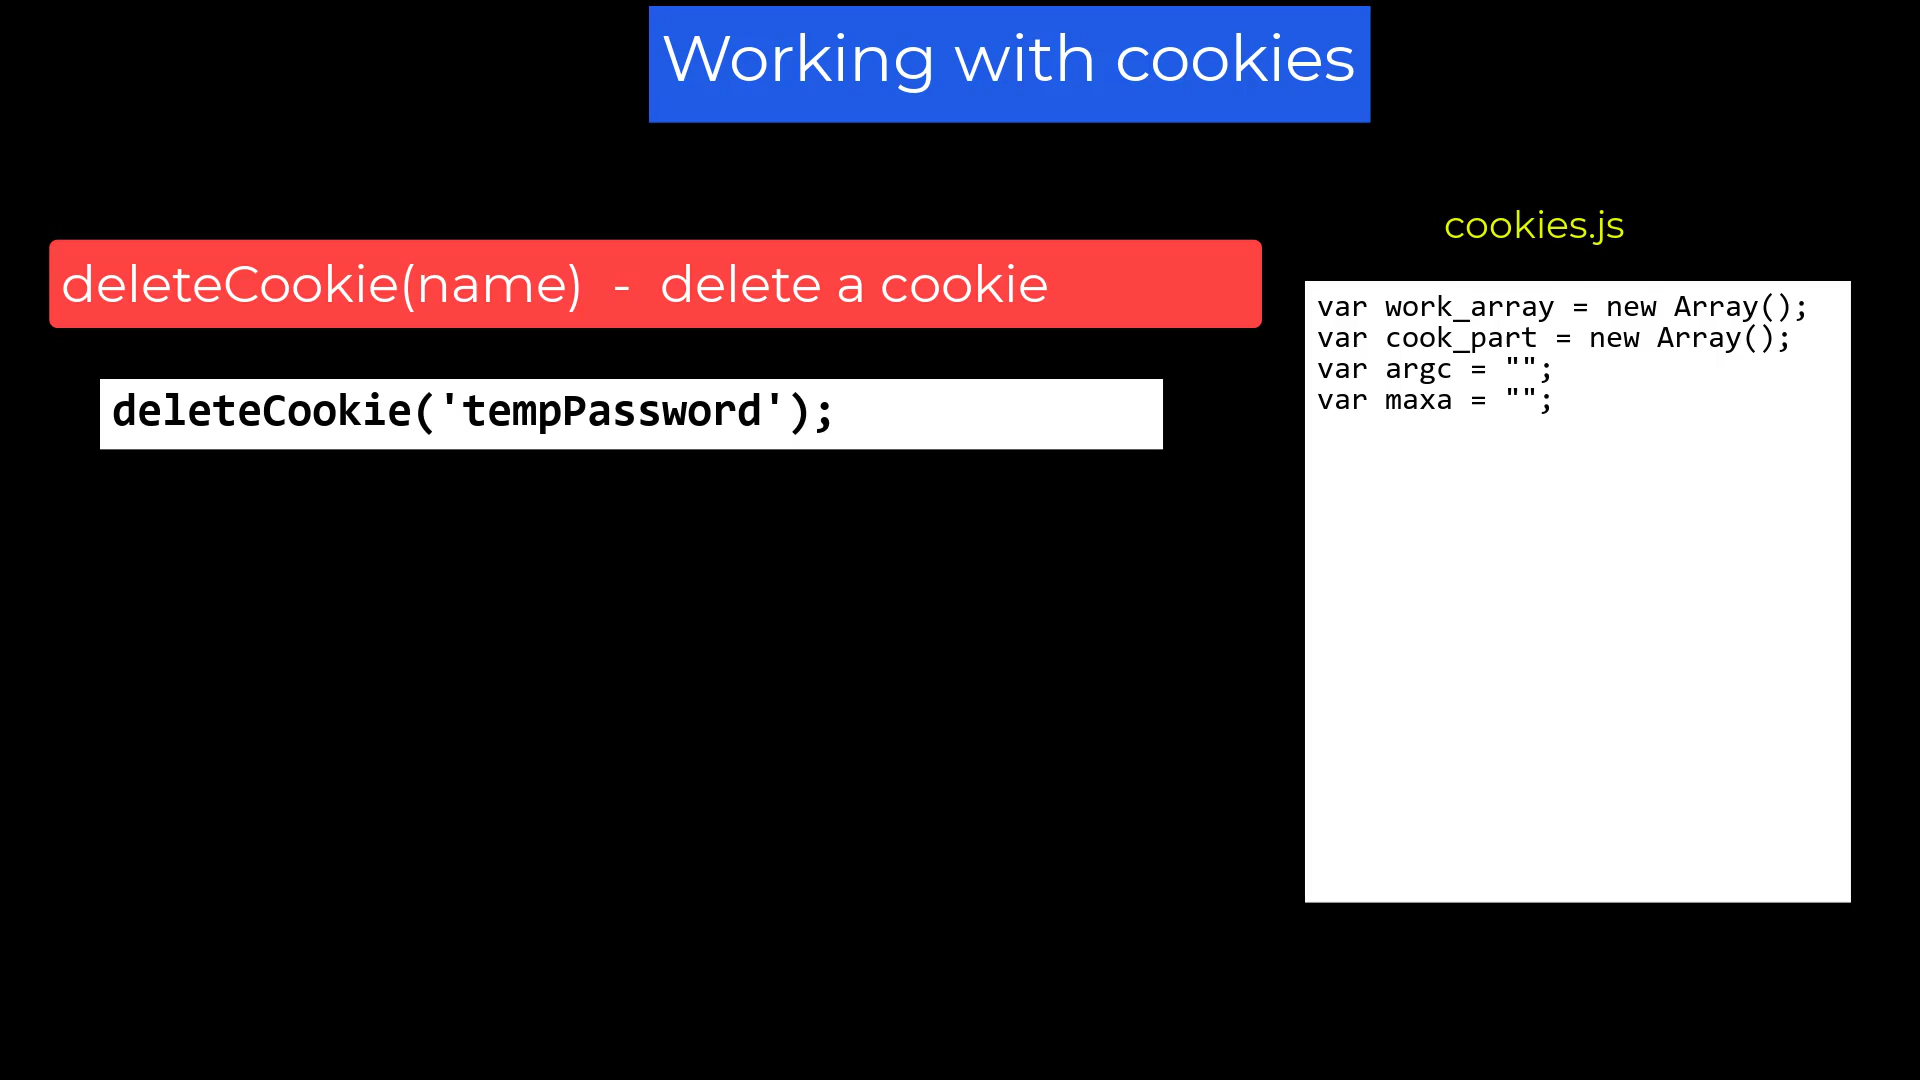 Working with cookies
deleteCookie(name) - delete a cookie
deleteCookie('tempPassword');
cookies.js
var work_array = new Array();
var cook_part = new Array();
var argc = "";
var maxa = "";